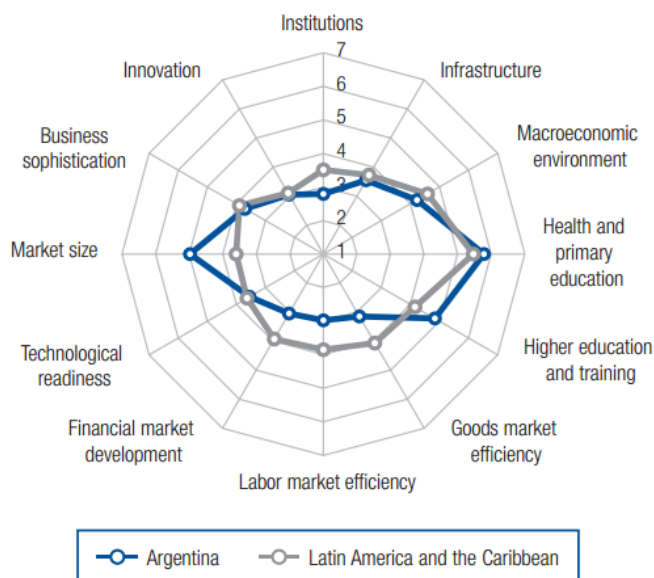 Institutions
7
6
5
4
3
2
1
Infrastructure
Macroeconomic
environment
Health and
primary
education
Higher education
and training
Goods market
efficiency
Labor market efficiency
Financial market
development
Technological
readiness
Market size
Business
sophistication
Innovation
Argentina
Latin America and the Caribbean